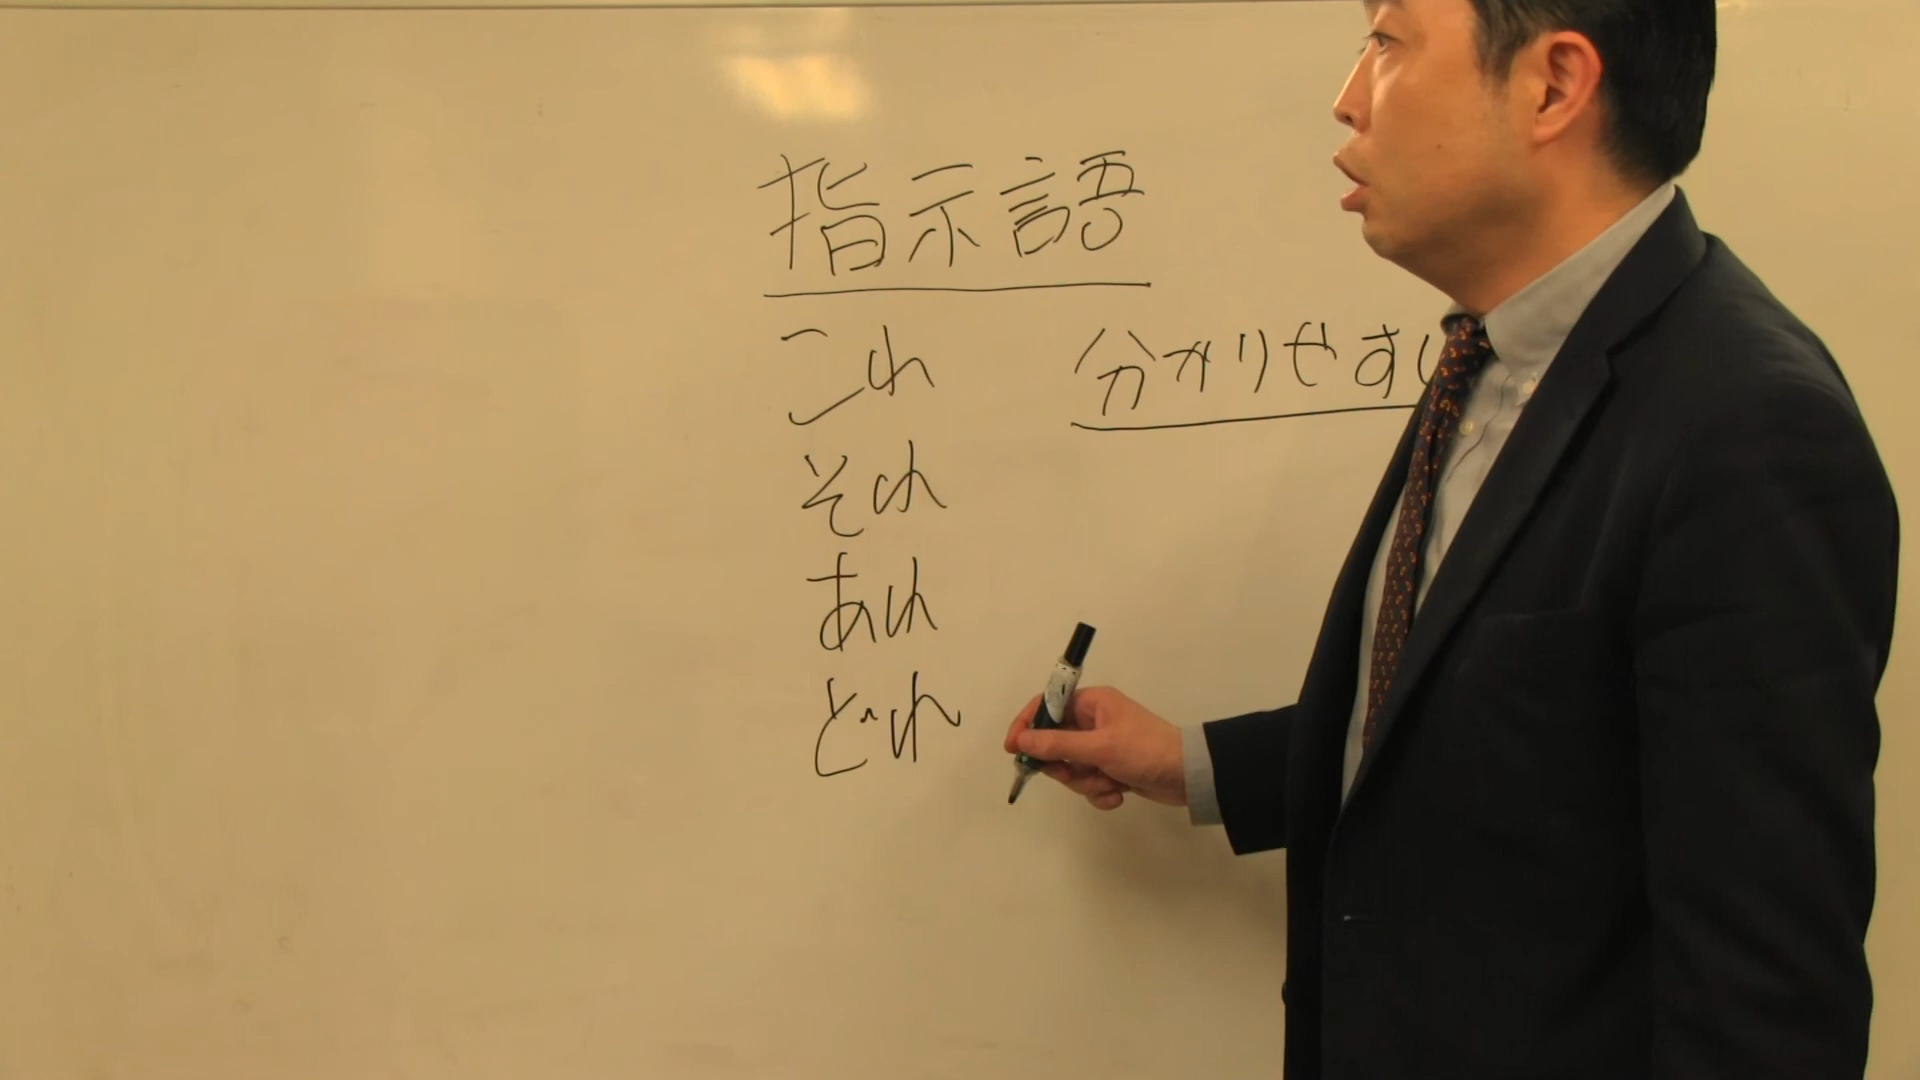 指示語
これ 分かりやすい
それ
あれ
どれ